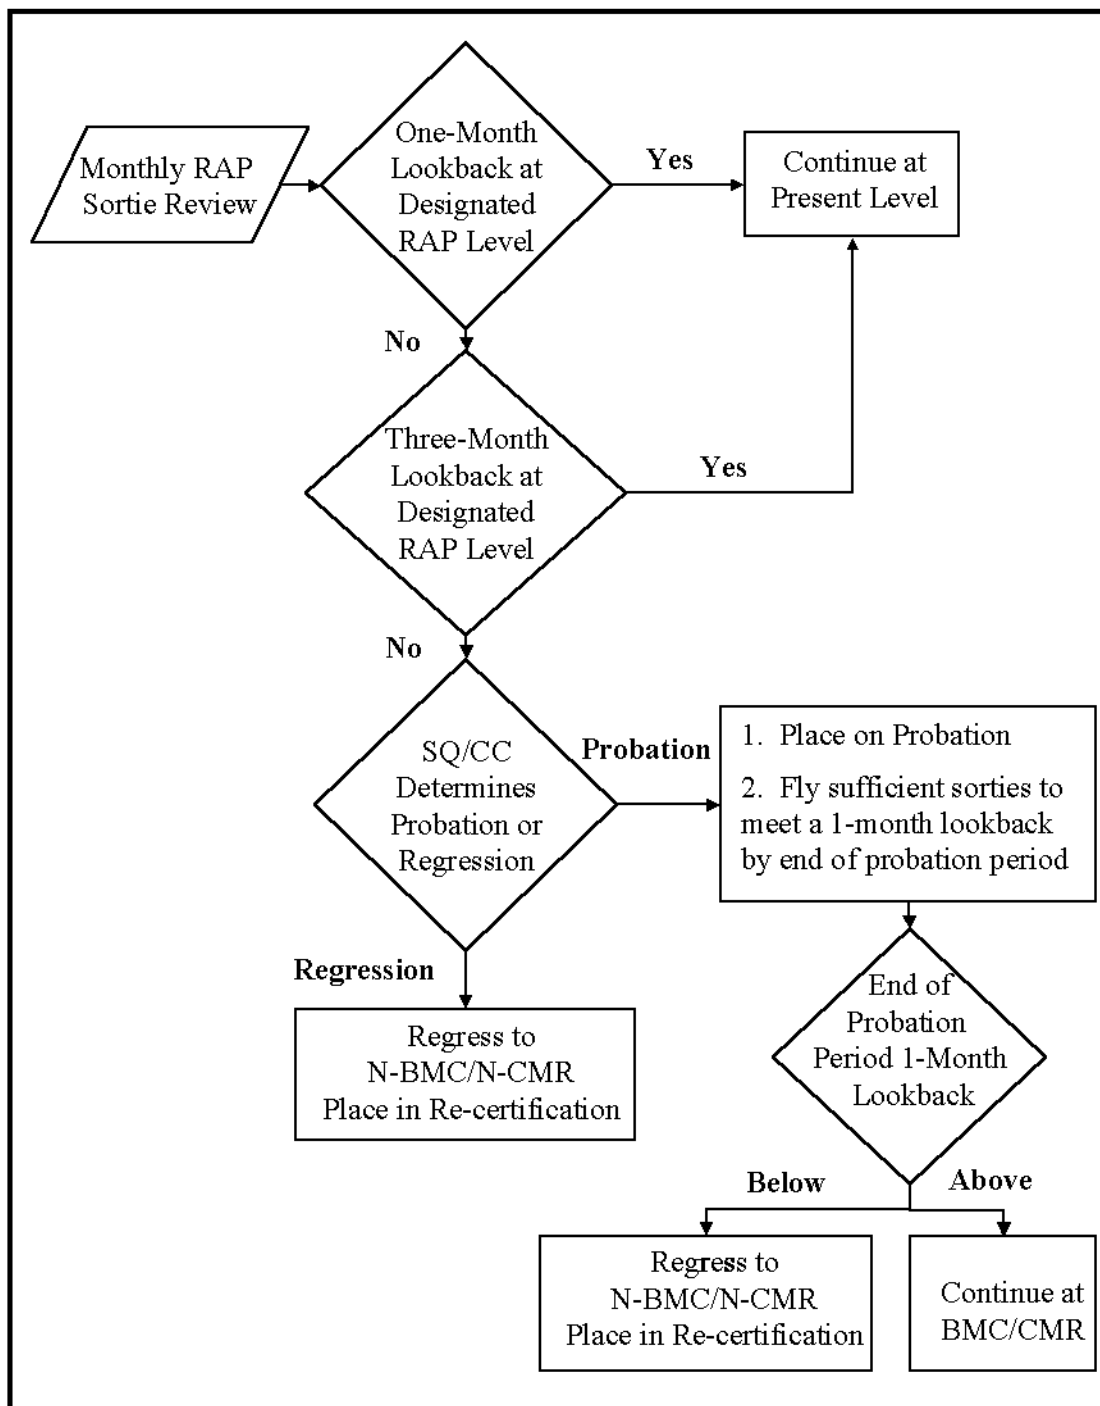 Monthly RAP
Sortie Review
One-Month
Lookback at
Designated
RAP Level
Yes
Continue at
Present Level
No
Three-Month
Lookback at
Designated
RAP Level
Yes
No
SQ/CC
Determines
Probation or
Regression
Probation
1. Place on Probation
2. Fly sufficient sorties to
meet a 1-month lookback
by end of probation period
Regression
Regress to
N-BMC/N-CMR
Place in Re-certification
End of
Probation
Period 1-Month
Lookback
Below
Above
Regress to
N-BMC/N-CMR
Place in Re-certification
Continue at
BMC/CMR